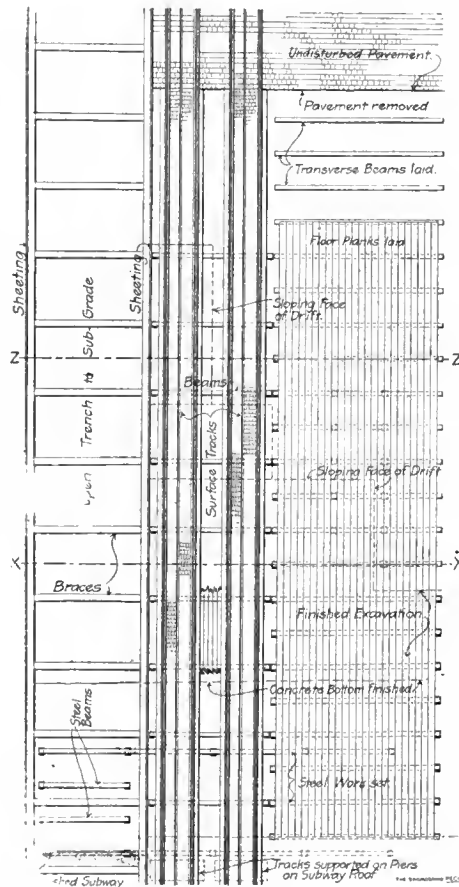 Undisturbed Pavement.
Pavement removed
Transverse Beams laid.
Floor Planks laid
Sheeting
Sheeting
Sloping Face
of Drift.
Trench to Sub-Grade
Z
Z
Beams
Surface Tracks
Sloping Face of Drift
X
X
Braces
Finished Excavation
Concrete Bottom finished
Steel
Beams
Steel Work set
Tracks supported on Piers
on Subway Roof
Subway
THE ENGINEERING